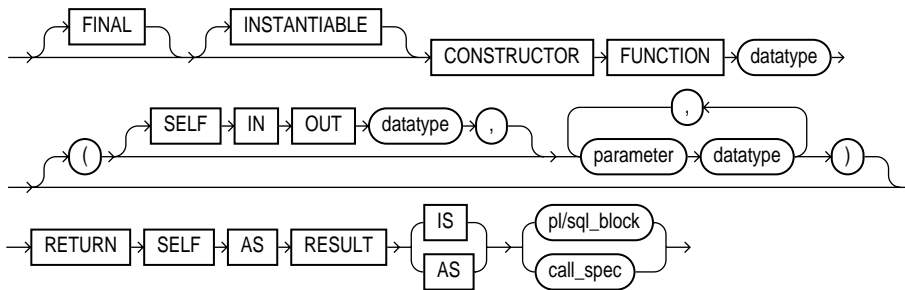 FINAL INSTANTIABLE
CONSTRUCTOR FUNCTION datatype
SELF IN OUT datatype , ,
( parameter datatype )
RETURN SELF AS RESULT IS pl/sql_block
AS call_spec